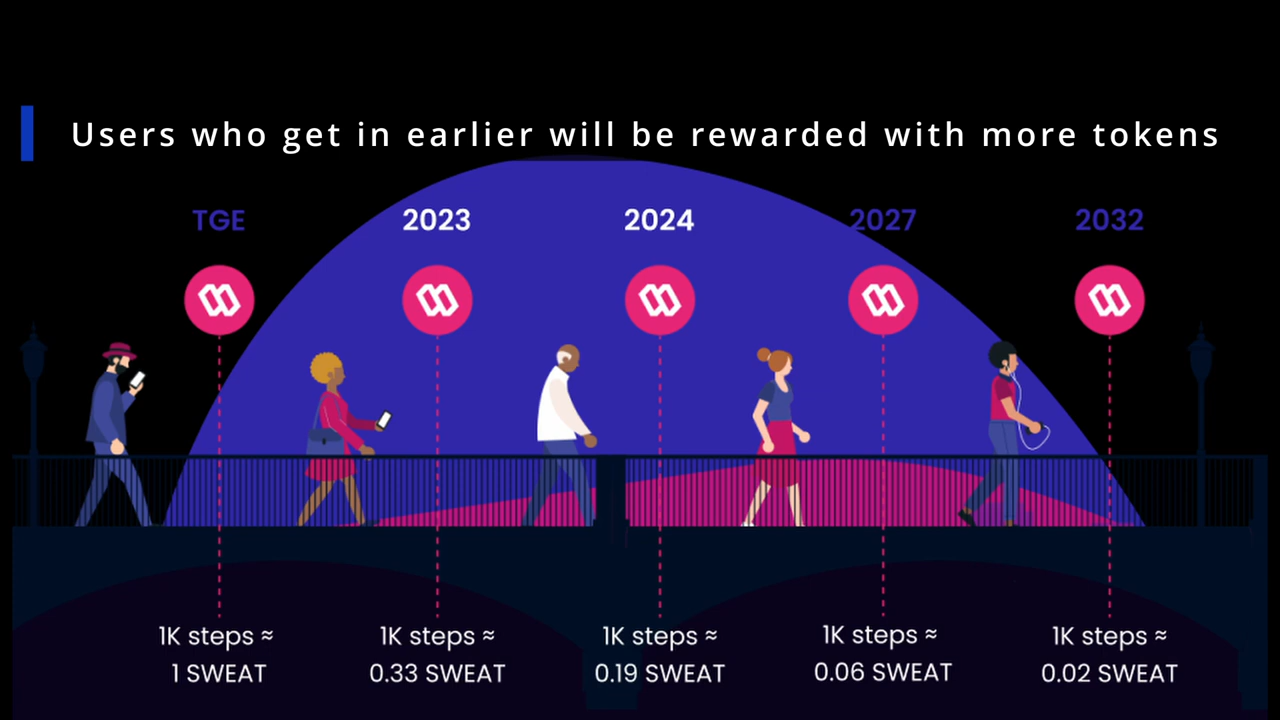 Users who get in earlier will be rewarded with more tokens
TGE
2023
2024
2027
2032
1K steps ≈
1 SWEAT
1K steps ≈
0.33 SWEAT
1K steps ≈
0.19 SWEAT
1K steps ≈
0.06 SWEAT
1K steps ≈
0.02 SWEAT